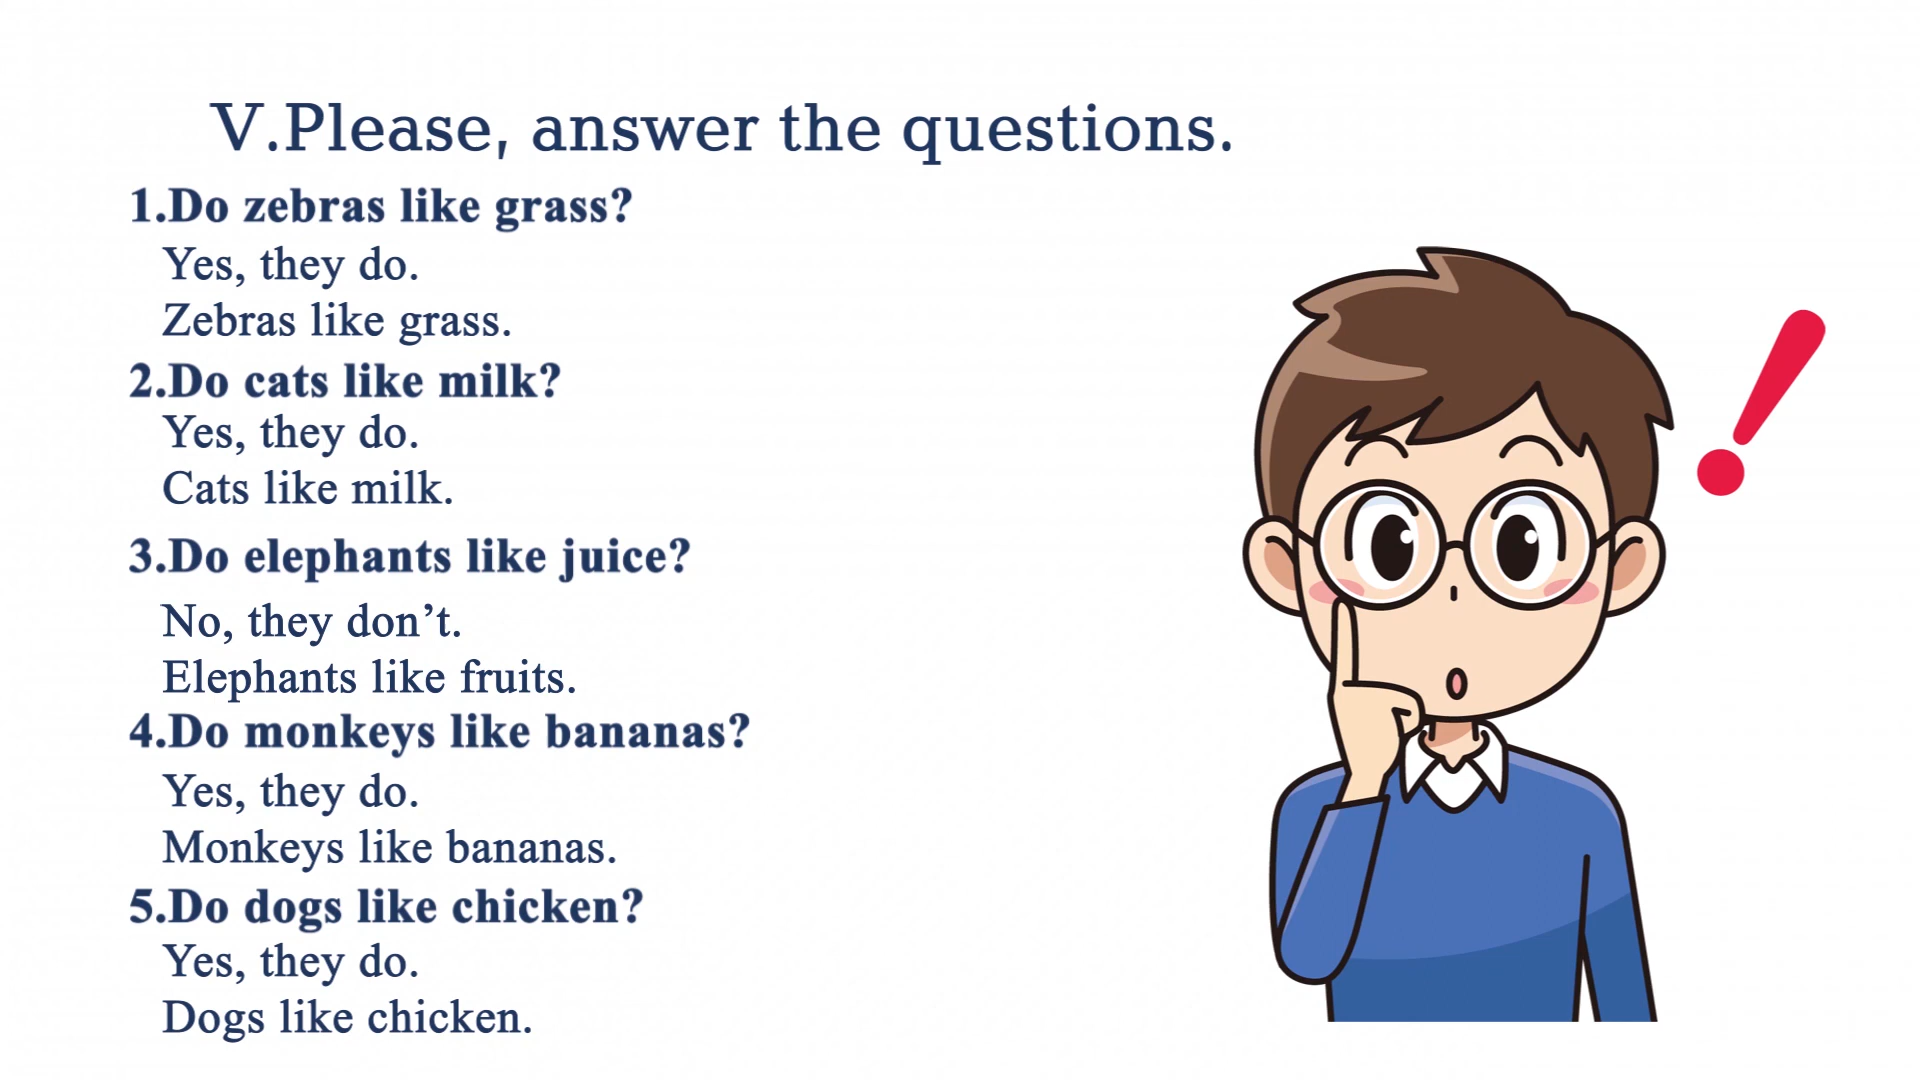 V.Please, answer the questions.
1.Do zebras like grass?
Yes, they do.
Zebras like grass.
2.Do cats like milk?
Yes, they do.
Cats like milk.
3.Do elephants like juice?
No, they don’t.
Elephants like fruits.
4.Do monkeys like bananas?
Yes, they do.
Monkeys like bananas.
5.Do dogs like chicken?
Yes, they do.
Dogs like chicken.